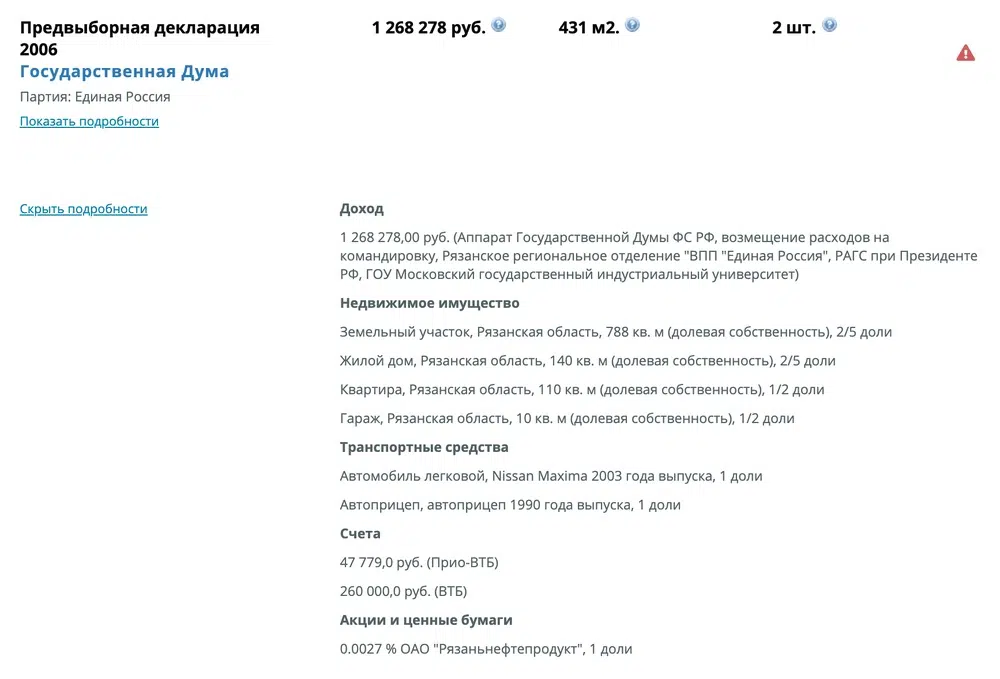 Предвыборная декларация
2006
1 268 278 руб.
431 м2.
2 шт.
Государственная Дума
Партия: Единая Россия
Показать подробности
Скрыть подробности
Доход
1 268 278,00 руб. (Аппарат Государственной Думы ФС РФ, возмещение расходов на
командировку, Рязанское региональное отделение "ВПП "Единая Россия", РАГС при Президенте
РФ, ГОУ Московский государственный индустриальный университет)
Недвижимое имущество
Земельный участок, Рязанская область, 788 кв. м (долевая собственность), 2/5 доли
Жилой дом, Рязанская область, 140 кв. м (долевая собственность), 2/5 доли
Квартира, Рязанская область, 110 кв. м (долевая собственность), 1/2 доли
Гараж, Рязанская область, 10 кв. м (долевая собственность), 1/2 доли
Транспортные средства
Автомобиль легковой, Nissan Maxima 2003 года выпуска, 1 доли
Автоприцеп, автоприцеп 1990 года выпуска, 1 доли
Счета
47 779,0 руб. (Прио-ВТБ)
260 000,0 руб. (ВТБ)
Акции и ценные бумаги
0.0027 % ОАО "Рязаньнефтепродукт", 1 доли